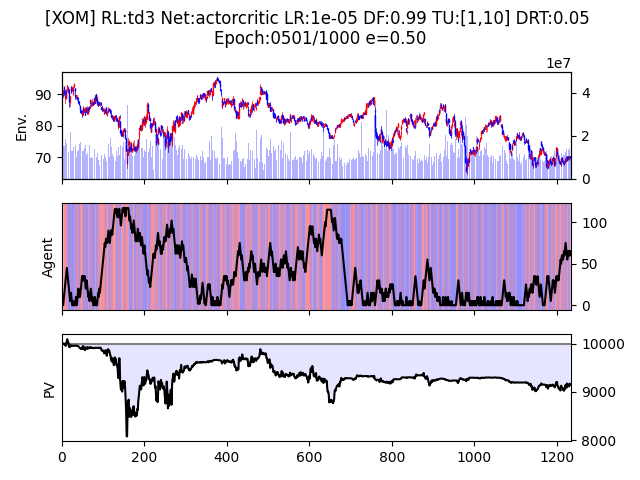 [XOM] RL:td3 Net:actorcritic LR:1e-05 DF:0.99 TU:[1,10] DRT:0.05
Epoch:0501/1000 e=0.50
1e7
Env.
90
80
70
4
2
0
Agent
100
50
0
PV
10000
9000
8000
0 200 400 600 800 1000 1200